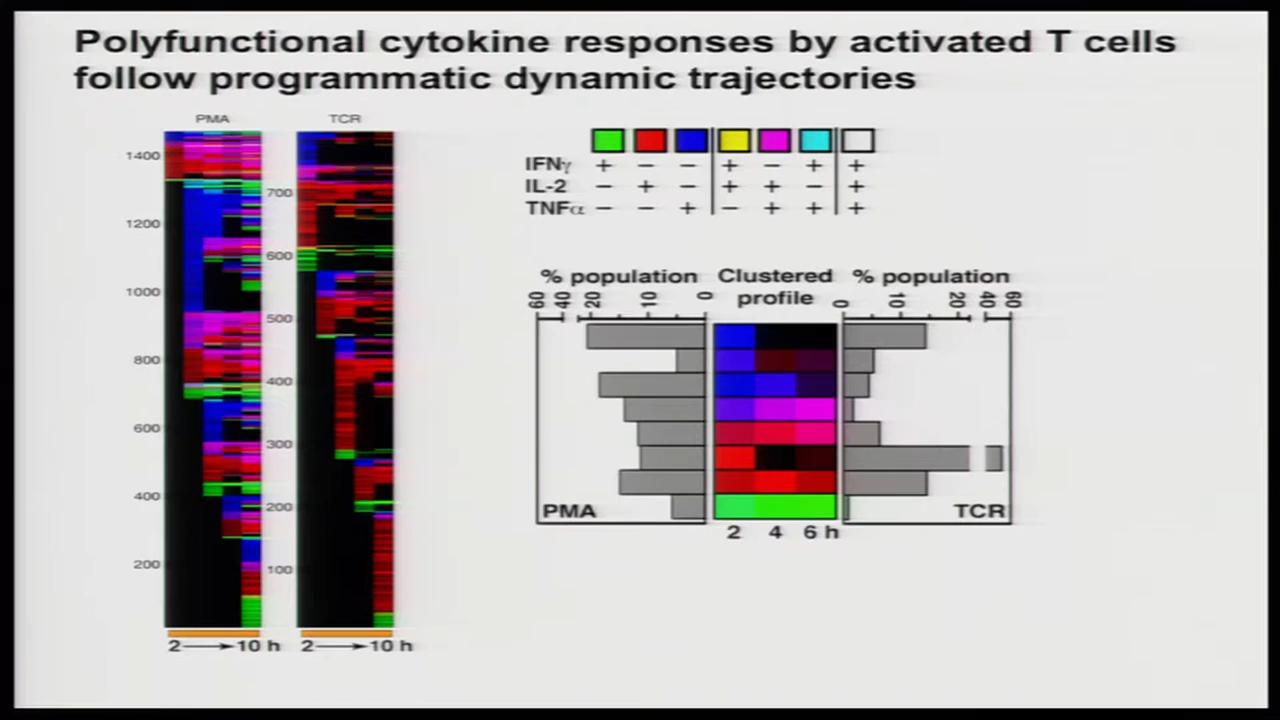 Polyfunctional cytokine responses by activated T cells
follow programmatic dynamic trajectories
PMA
TCR
1400
1200
1000
800
600
400
200
700
600
500
400
300
200
100
2 → 10 h
2 → 10 h
IFNγ + − − + − + +
IL-2 − + − + + − +
TNFα − − + − + + +
% population
Clustered
profile
% population
60 40 20 10 0
0 10 20 40 60
PMA
TCR
2 4 6 h